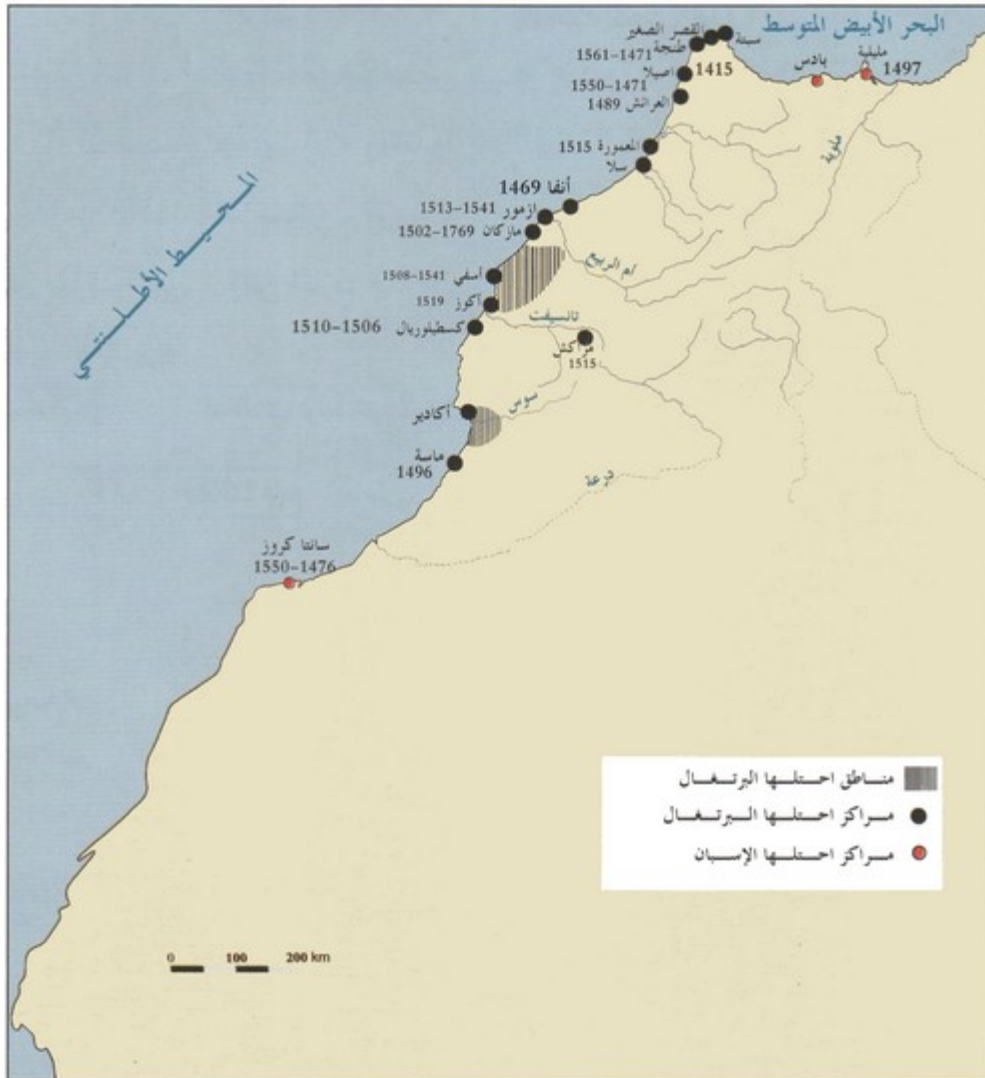 البحر الأبيض المتوسط
القصر الصغير
سبتة
طنجة
1561-1471
1415
اصيلا
1550-1471
العرائش 1489
مليلية
1497
بادس
ملوية
المعمورة 1515
سلا
أنفا 1469
ازمور 1541-1513
مازكان 1769-1502
أم الربيع
أسفي 1541-1508
أكوز 1519
كسطيلوريال 1506-1510
تانسيفت
مراكش
1515
سوس
أكادير
ماسة
1496
درعة
سانتا كروز
1550-1476
المحيط الأطلنتي
مناطق احتلها البرتغال
مراكز احتلها البرتغال
مراكز احتلها الإسبان
0 100 200 km